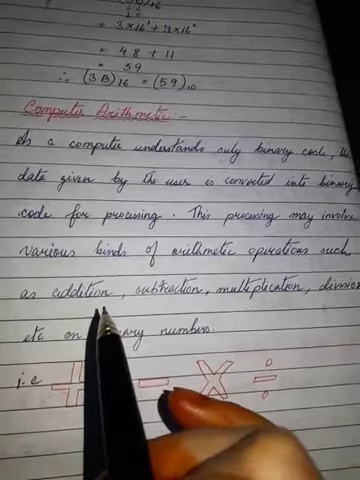 = 3 × 16¹ + 11 × 16⁰
= 48 + 11
= 59
∴ (3B)₁₆ = (59)₁₀
Computer Arithmetic :-
As a computer understands only binary code, the
data given by the user is converted into binary
code for processing. This processing may involve
various kinds of arithmetic operations such
as addition, subtraction, multiplication, division
etc on numbers.
i.e + − × ÷